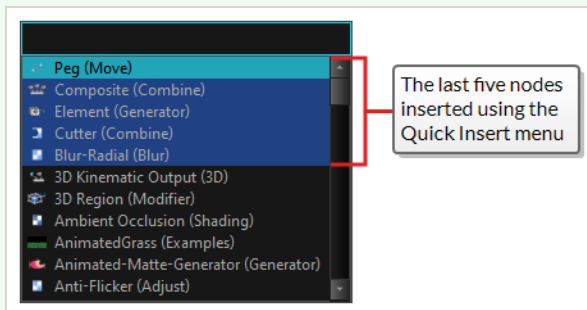 Peg (Move)
Composite (Combine)
Element (Generator)
Cutter (Combine)
Blur-Radial (Blur)
3D Kinematic Output (3D)
3D Region (Modifier)
Ambient Occlusion (Shading)
AnimatedGrass (Examples)
Animated-Matte-Generator (Generator)
Anti-Flicker (Adjust)
The last five nodes
inserted using the
Quick Insert menu